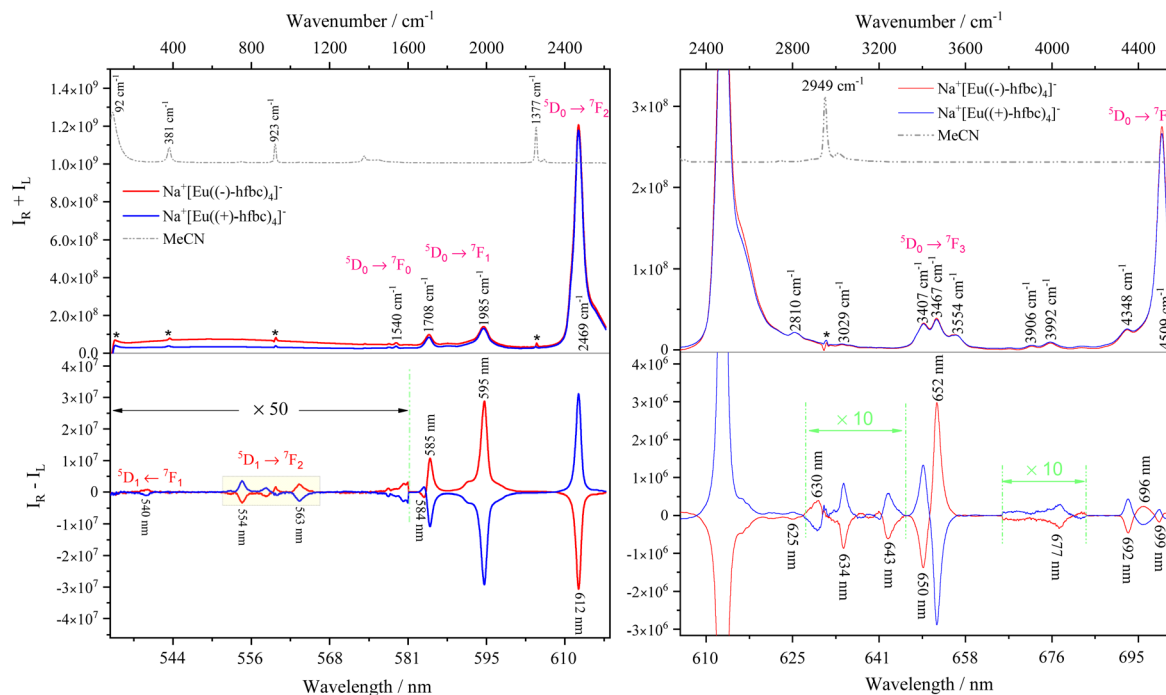 Wavenumber / cm⁻¹
0 400 800 1200 1600 2000 2400
I_R + I_L
1.4×10⁹
1.2×10⁹
1.0×10⁹
8.0×10⁸
6.0×10⁸
4.0×10⁸
2.0×10⁸
0.0
92 cm⁻¹
381 cm⁻¹
923 cm⁻¹
1377 cm⁻¹
⁵D₀ → ⁷F₂
Na⁺[Eu((-)-hfbc)₄]⁻
Na⁺[Eu((+)-hfbc)₄]⁻
MeCN
⁵D₀ → ⁷F₀
⁵D₀ → ⁷F₁
* * * *
1540 cm⁻¹
1708 cm⁻¹
1985 cm⁻¹
2469 cm⁻¹
I_R - I_L
4×10⁷
3×10⁷
2×10⁷
1×10⁷
0
-1×10⁷
-2×10⁷
-3×10⁷
-4×10⁷
× 50
⁵D₁ ← ⁷F₁
⁵D₁ → ⁷F₂
540 nm
554 nm
563 nm
584 nm
585 nm
595 nm
612 nm
544 556 568 581 595 610
Wavelength / nm
Wavenumber / cm⁻¹
2400 2800 3200 3600 4000 4400
3×10⁸
2×10⁸
1×10⁸
0
2949 cm⁻¹
Na⁺[Eu((-)-hfbc)₄]⁻
Na⁺[Eu((+)-hfbc)₄]⁻
MeCN
⁵D₀ → ⁷F
⁵D₀ → ⁷F₃
2810 cm⁻¹
*
3029 cm⁻¹
3407 cm⁻¹
3467 cm⁻¹
3554 cm⁻¹
3906 cm⁻¹
3992 cm⁻¹
4348 cm⁻¹
4509 cm⁻¹
3×10⁶
2×10⁶
1×10⁶
0
-1×10⁶
-2×10⁶
-3×10⁶
× 10
× 10
625 nm
630 nm
634 nm
643 nm
650 nm
652 nm
677 nm
692 nm
696 nm
699 nm
610 625 641 658 676 695
Wavelength / nm